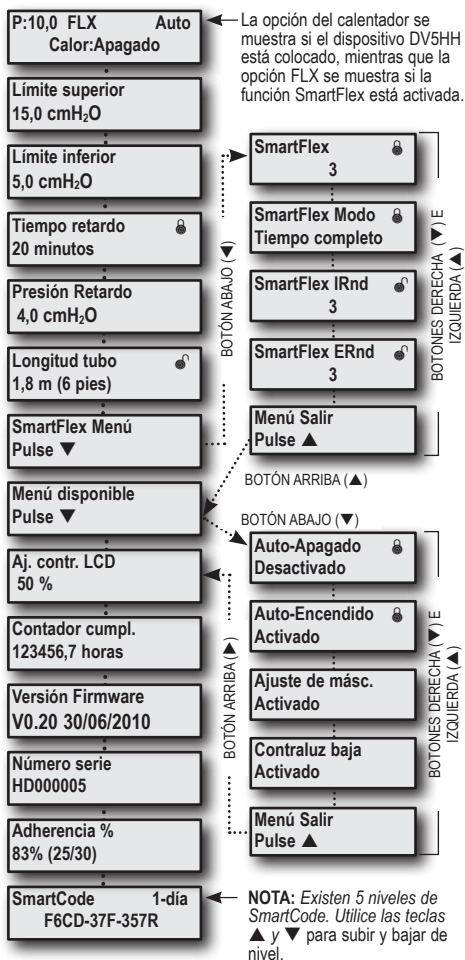 P:10,0 FLX Auto
Calor:Apagado
La opción del calentador se
muestra si el dispositivo DV5HH
está colocado, mientras que la
opción FLX se muestra si la
función SmartFlex está activada.
Límite superior
15,0 cmH₂O
Límite inferior
5,0 cmH₂O
Tiempo retardo
20 minutos
Presión Retardo
4,0 cmH₂O
Longitud tubo
1,8 m (6 pies)
SmartFlex Menú
Pulse ▼
BOTÓN ABAJO (▼)
SmartFlex
3
SmartFlex Modo
Tiempo completo
SmartFlex IRnd
3
SmartFlex ERnd
3
Menú Salir
Pulse ▲
BOTONES DERECHA (▼) E
IZQUIERDA (▲)
BOTÓN ARRIBA (▲)
Menú disponible
Pulse ▼
BOTÓN ABAJO (▼)
Aj. contr. LCD
50 %
Contador cumpl.
123456,7 horas
Versión Firmware
V0.20 30/06/2010
Número serie
HD000005
Adherencia %
83% (25/30)
SmartCode 1-día
F6CD-37F-357R
BOTÓN ARRIBA (▲)
Auto-Apagado
Desactivado
Auto-Encendido
Activado
Ajuste de másc.
Activado
Contraluz baja
Activado
Menú Salir
Pulse ▲
BOTONES DERECHA (▼) E
IZQUIERDA (▲)
NOTA: Existen 5 niveles de
SmartCode. Utilice las teclas
▲ y ▼ para subir y bajar de
nivel.